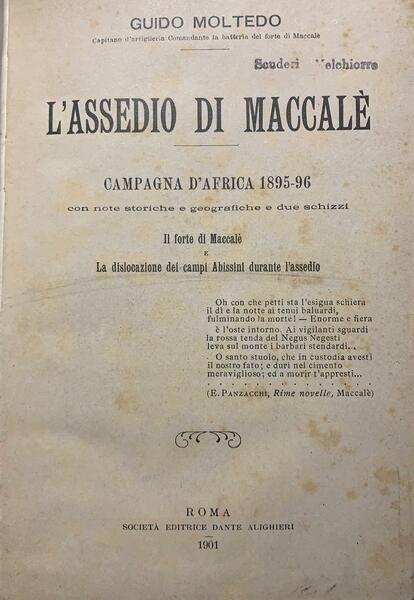 GUIDO MOLTEDO
Capitano d'artiglieria Comandante la batteria del forte di Maccalè
Scuderi Melchiorre
L'ASSEDIO DI MACCALÈ
CAMPAGNA D'AFRICA 1895-96
con note storiche e geografiche e due schizzi
Il forte di Maccalè
E
La dislocazione dei campi Abissini durante l'assedio
Oh con che petti sta l'esigua schiera
il dì e la notte ai tenui baluardi,
fulminando la morte! — Enorme e fiera
è l'oste intorno. Ai vigilanti sguardi
la rossa tenda del Negus Negesti
leva sul monte i barbari stendardi...
O santo stuolo, che in custodia avesti
il nostro fato; e duri nel cimento
meraviglioso; ed a morir t'appresti...
. . . . . . . . . . . . . . . . .
(E. PANZACCHI, Rime novelle, Maccalè)
ROMA
SOCIETÀ EDITRICE DANTE ALIGHIERI
1901